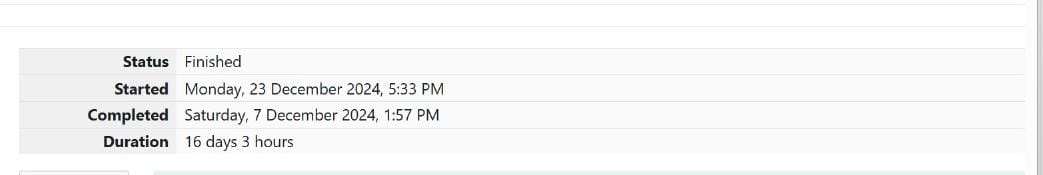 Status Finished
Started Monday, 23 December 2024, 5:33 PM
Completed Saturday, 7 December 2024, 1:57 PM
Duration 16 days 3 hours